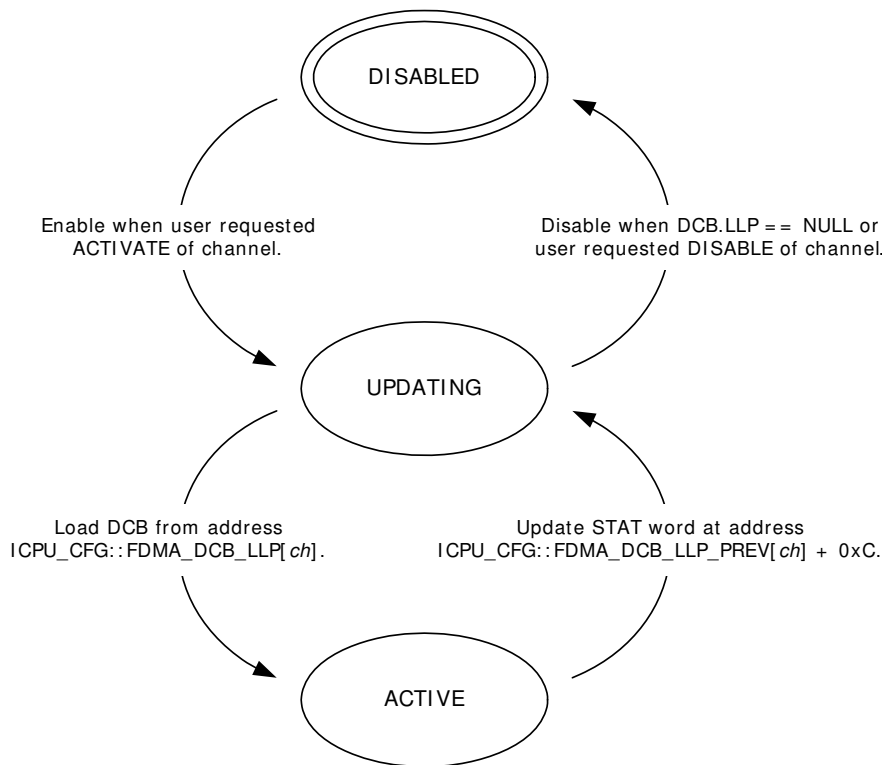 DISABLED
Enable when user requested
ACTIVATE of channel.
Disable when DCB.LLP == NULL or
user requested DISABLE of channel.
UPDATING
Load DCB from address
ICPU_CFG::FDMA_DCB_LLP[ch].
Update STAT word at address
ICPU_CFG::FDMA_DCB_LLP_PREV[ch] + 0xC.
ACTIVE